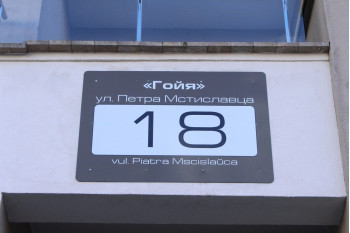 «Гойя»
ул. Петра Мстиславца
18
vul. Piatra Mscislaŭca